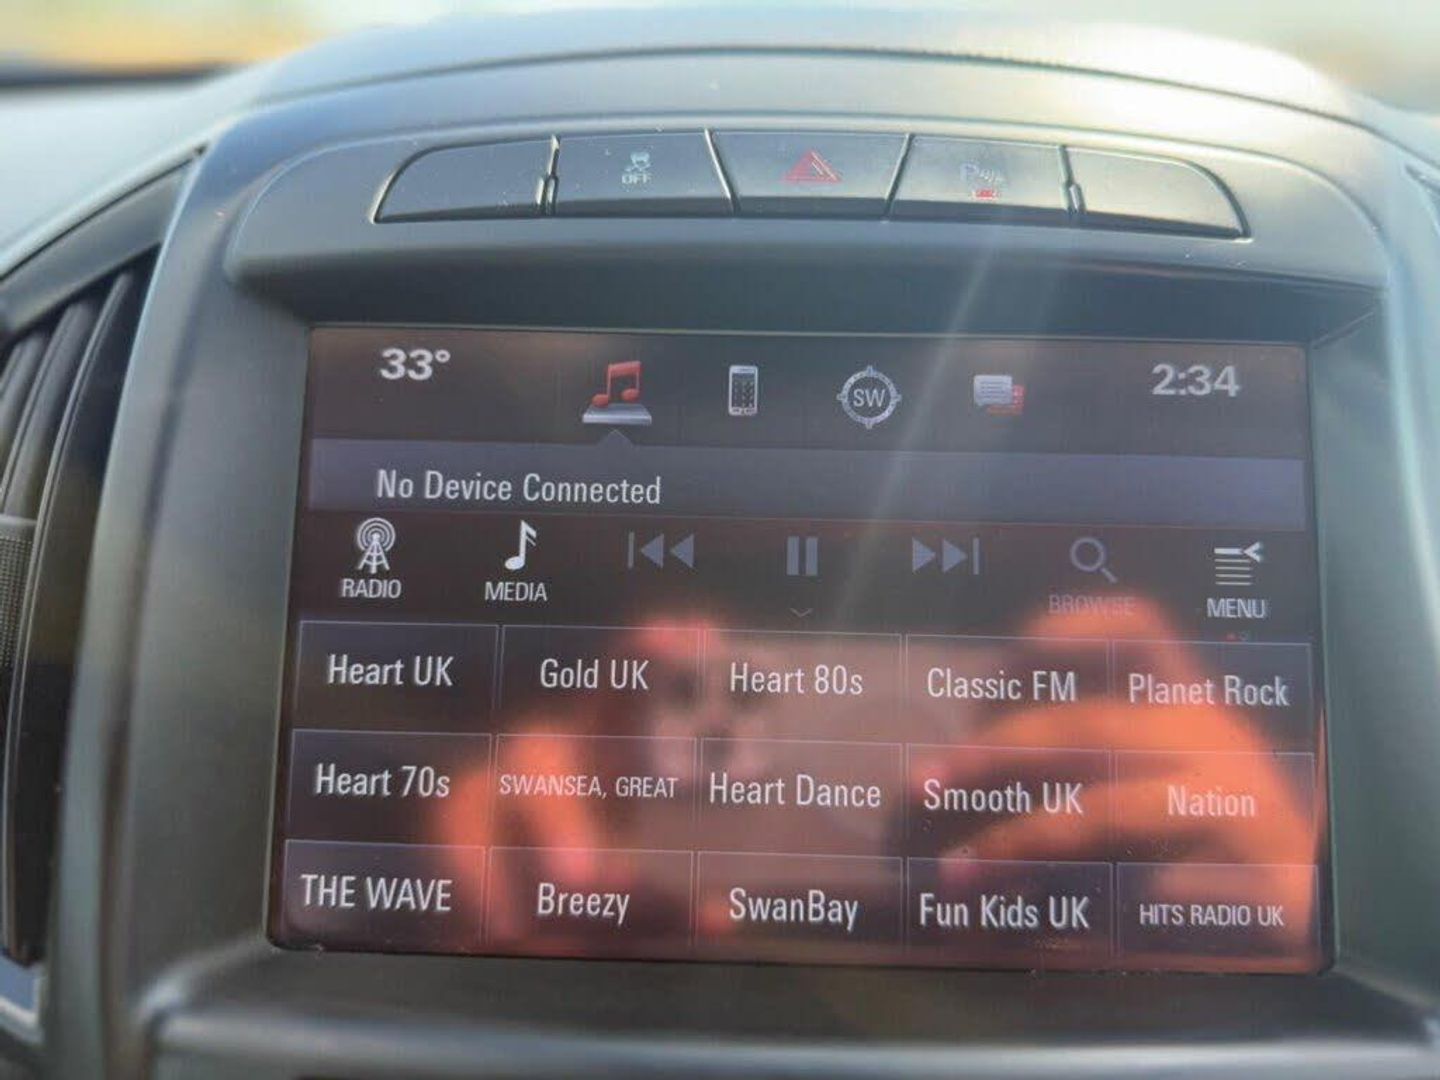 OFF
33°
SW
2:34
No Device Connected
RADIO
MEDIA
BROWSE
MENU
Heart UK
Gold UK
Heart 80s
Classic FM
Planet Rock
Heart 70s
SWANSEA, GREAT
Heart Dance
Smooth UK
Nation
THE WAVE
Breezy
SwanBay
Fun Kids UK
HITS RADIO UK